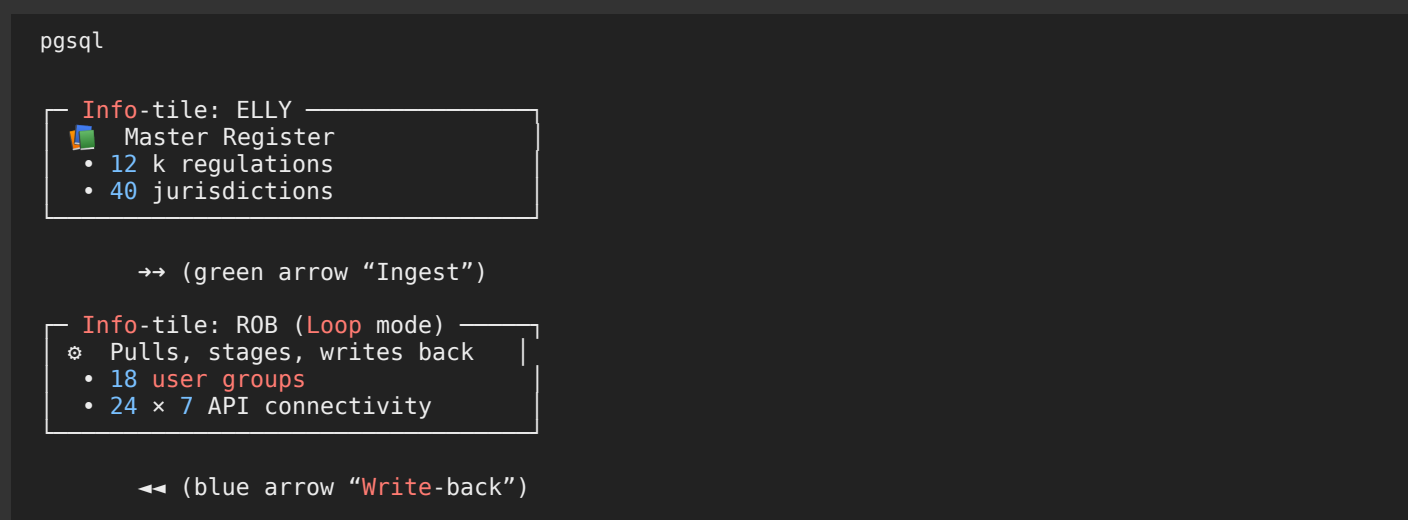 pgsql
┌─ Info-tile: ELLY ─────────────────┐
│ 📚  Master Register               │
│  • 12 k regulations               │
│  • 40 jurisdictions               │
└───────────────────────────────────┘
➜➜ (green arrow “Ingest”)
┌─ Info-tile: ROB (Loop mode) ──────┐
│ ⚙  Pulls, stages, writes back   │
│  • 18 user groups                 │
│  • 24 × 7 API connectivity        │
└───────────────────────────────────┘
◄◄ (blue arrow “Write-back”)